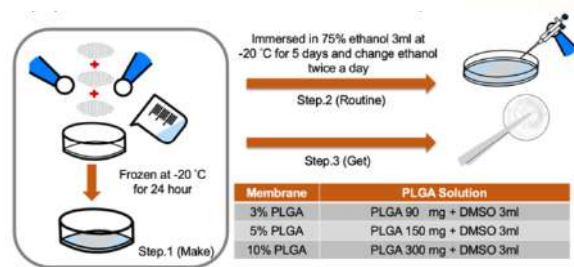 Immersed in 75% ethanol 3ml at
-20 °C for 5 days and change ethanol
twice a day
Step.2 (Routine)
Step.3 (Get)
+
+
Frozen at -20 °C
for 24 hour
Step.1 (Make)
Membrane PLGA Solution
3% PLGA PLGA 90 mg + DMSO 3ml
5% PLGA PLGA 150 mg + DMSO 3ml
10% PLGA PLGA 300 mg + DMSO 3ml